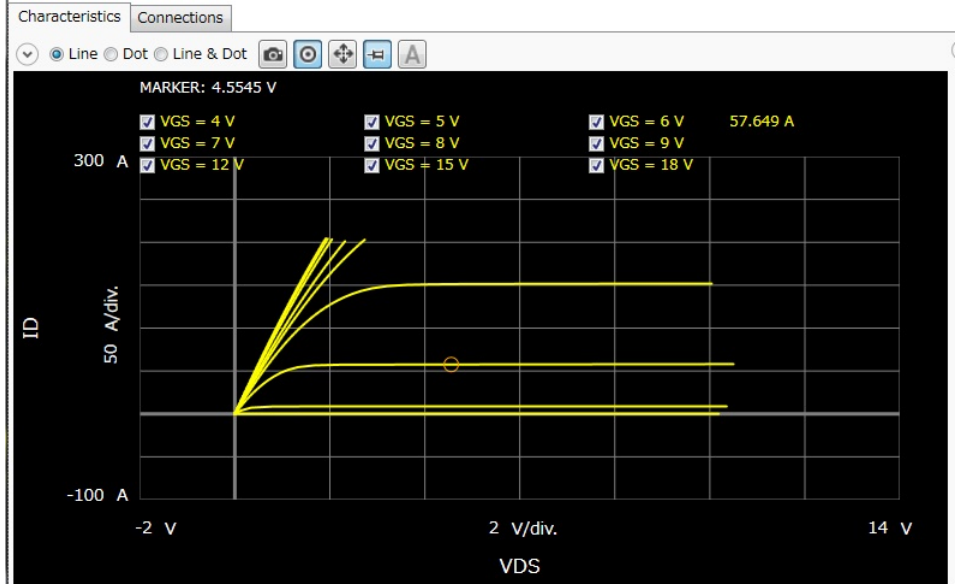 Characteristics Connections
Line Dot Line & Dot A
MARKER: 4.5545 V
VGS = 4 V VGS = 5 V VGS = 6 V 57.649 A
VGS = 7 V VGS = 8 V VGS = 9 V
300 A VGS = 12 V VGS = 15 V VGS = 18 V
ID
50 A/div.
-100 A
-2 V 2 V/div. 14 V
VDS